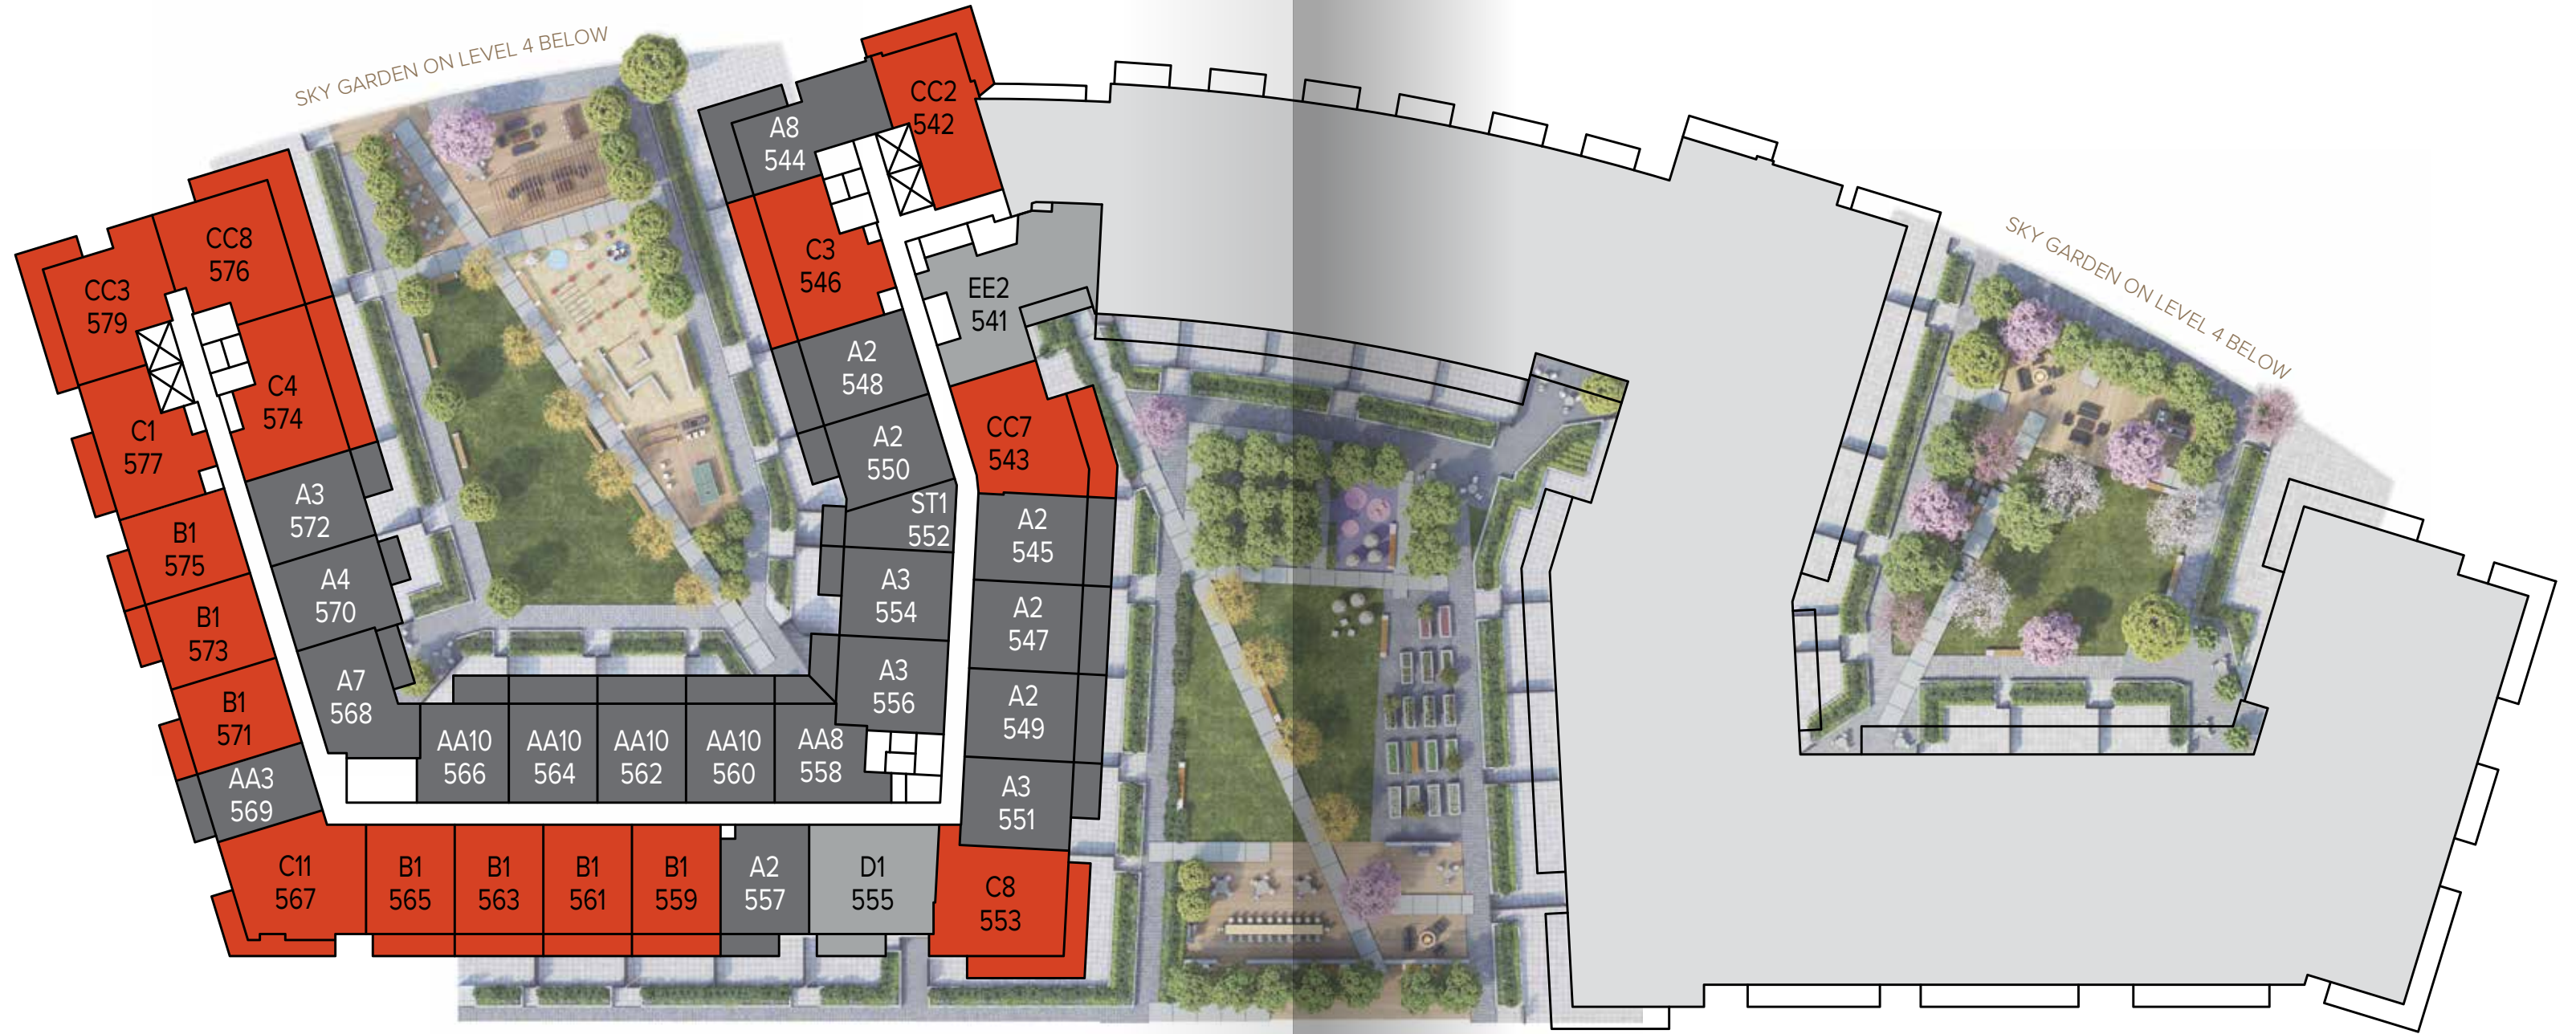 SKY GARDEN ON LEVEL 4 BELOW
SKY GARDEN ON LEVEL 4 BELOW
CC2
542
A8
544
C3
546
EE2
541
A2
548
A2
550
CC7
543
ST1
552
A2
545
A3
554
A2
547
A3
556
A2
549
A3
551
CC8
576
CC3
579
C4
574
C1
577
A3
572
B1
575
A4
570
B1
573
A7
568
B1
571
AA3
569
AA10
566
AA10
564
AA10
562
AA10
560
AA8
558
C11
567
B1
565
B1
563
B1
561
B1
559
A2
557
D1
555
C8
553